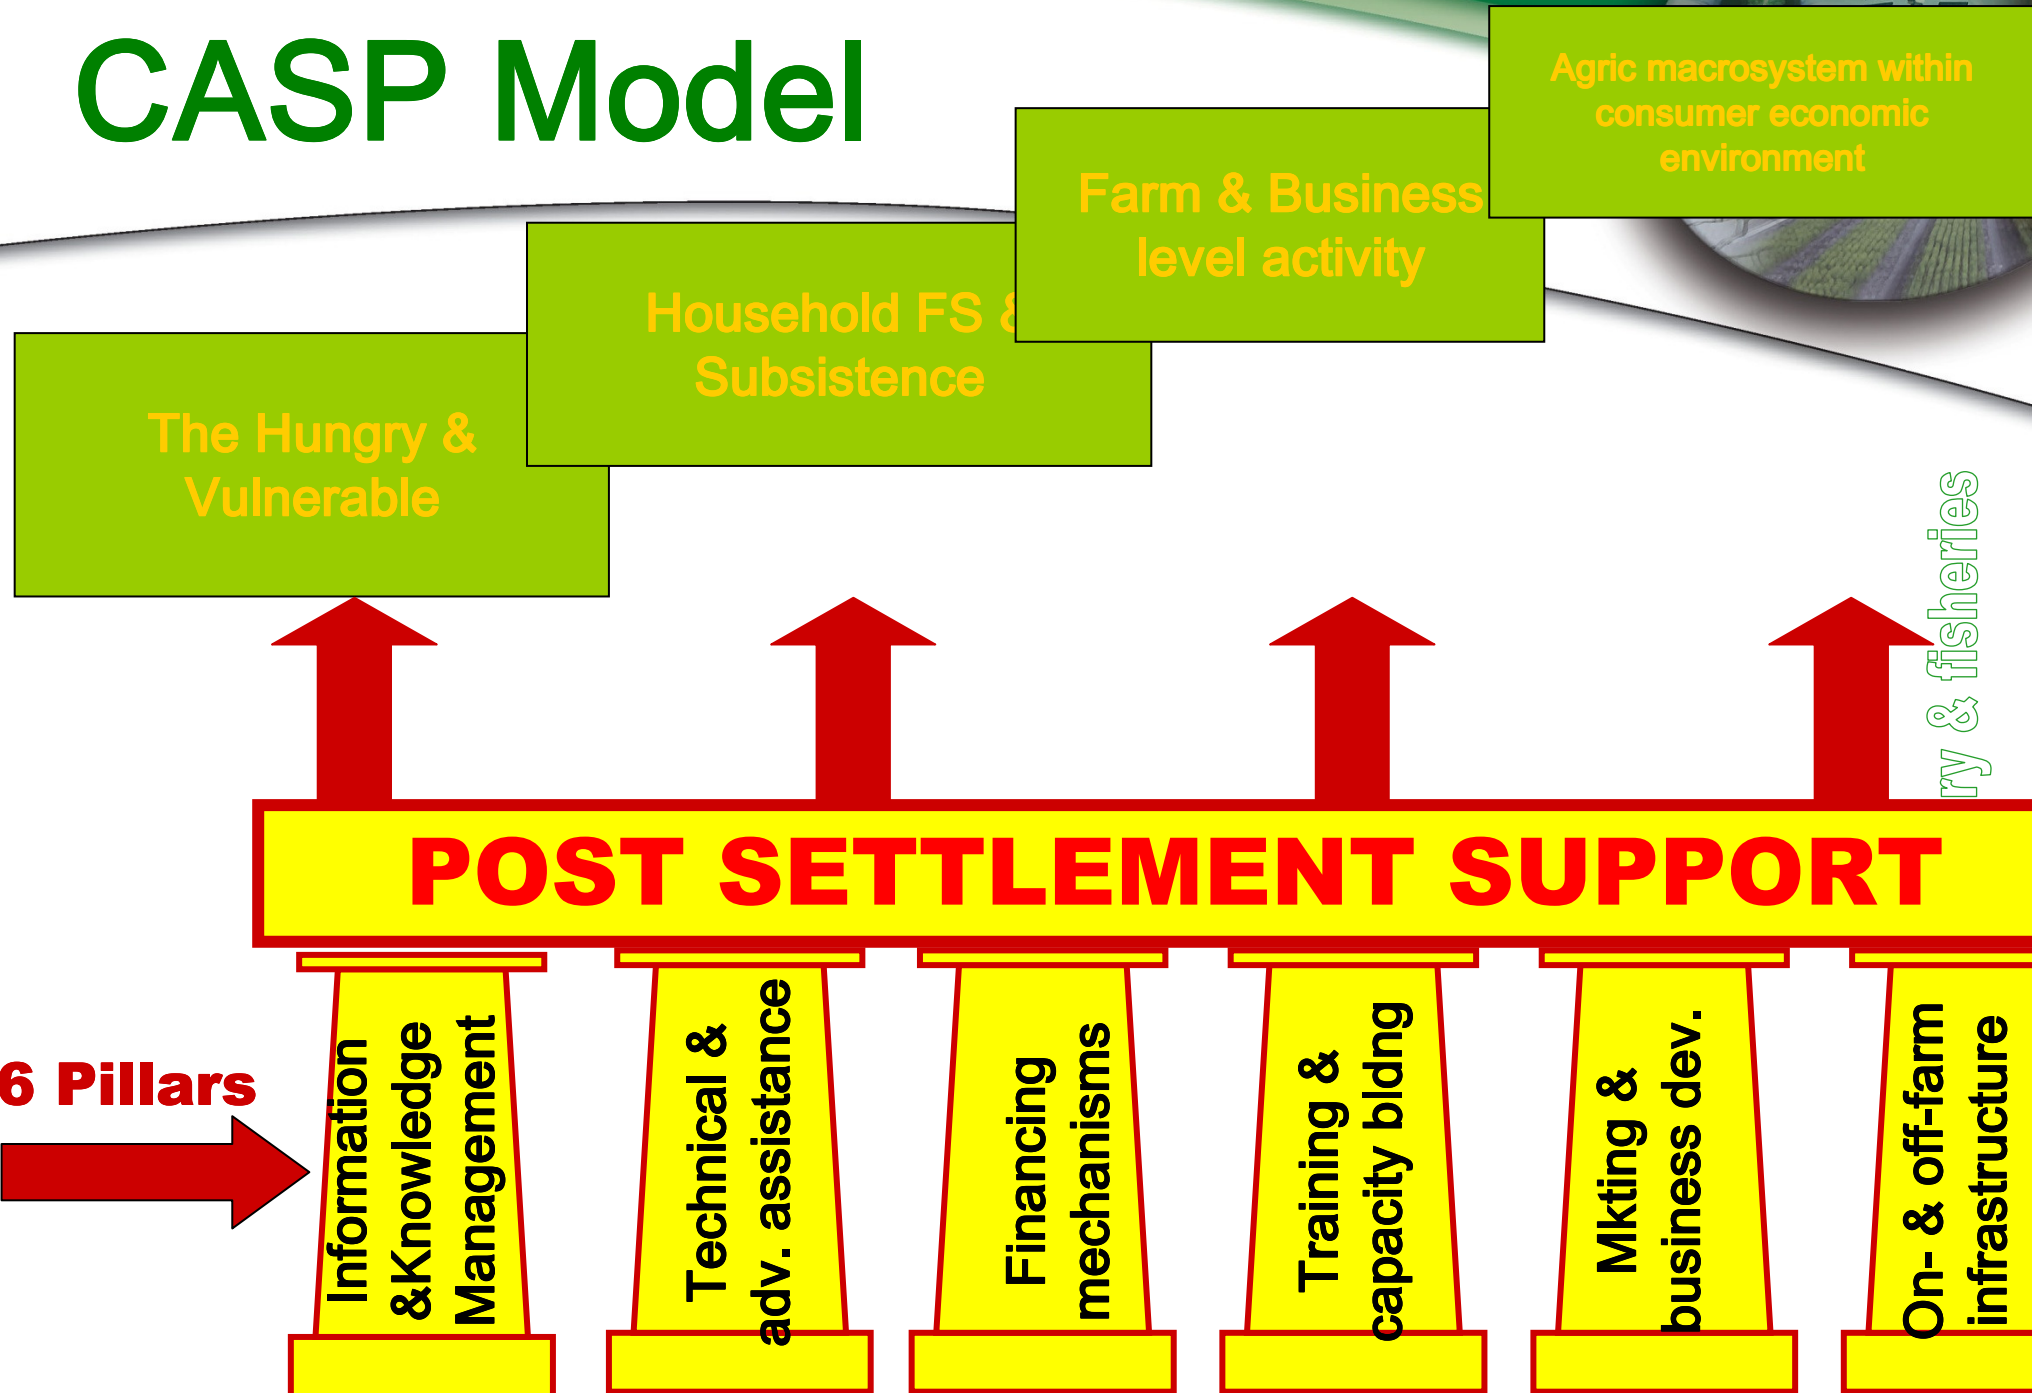 CASP Model
Agric macrosystem within
consumer economic
environment
Farm & Business
level activity
Household FS &
Subsistence
The Hungry &
Vulnerable
ry & fisheries
POST SETTLEMENT SUPPORT
6 Pillars
Information
&Knowledge
Management
Technical &
adv. assistance
Financing
mechanisms
Training &
capacity bldng
Mkting &
business dev.
On- & off-farm
infrastructure